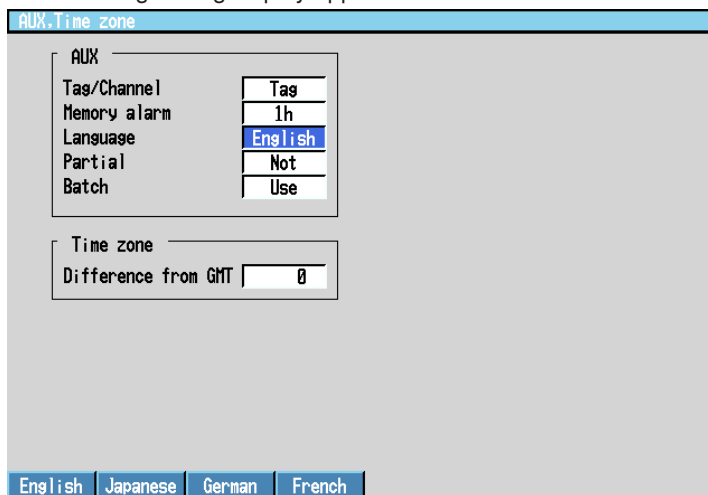 AUX,Time zone
AUX
Tag/Channel Tag
Memory alarm 1h
Language English
Partial Not
Batch Use
Time zone
Difference from GMT 0
English Japanese German French